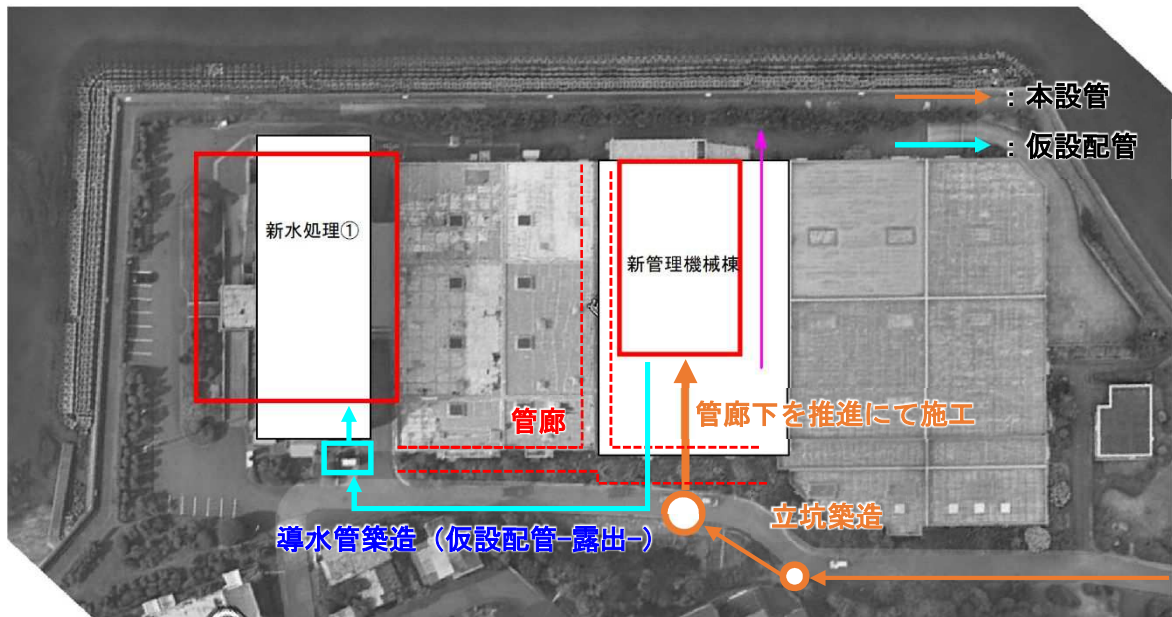 ：本設管
：仮設配管
新水処理①
新管理機械棟
管廊
管廊下を推進にて施工
立坑築造
導水管築造（仮設配管−露出−）